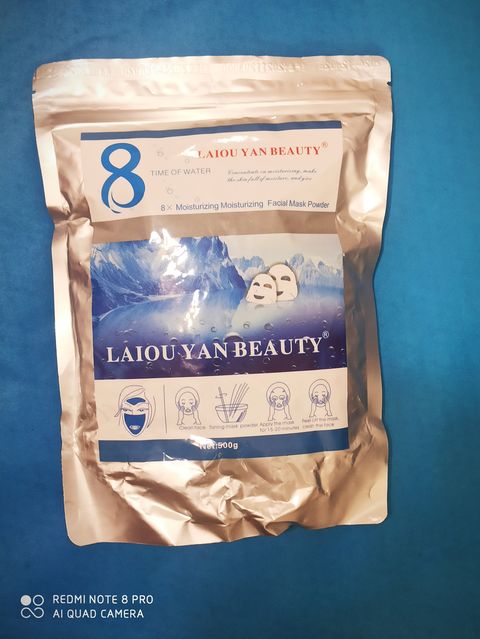 8
LAIOU YAN BEAUTY®
TIME OF WATER
Concentrate on moisturizing, make
the skin full of moisture, and you
8× Moisturizing Moisturizing Facial Mask Powder
LAIOU YAN BEAUTY®
Clean face
Taning mask powder
Apply the mask
for 15-20 minutes
Peel off the mask,
clean the face
Net:500g
REDMI NOTE 8 PRO
AI QUAD CAMERA